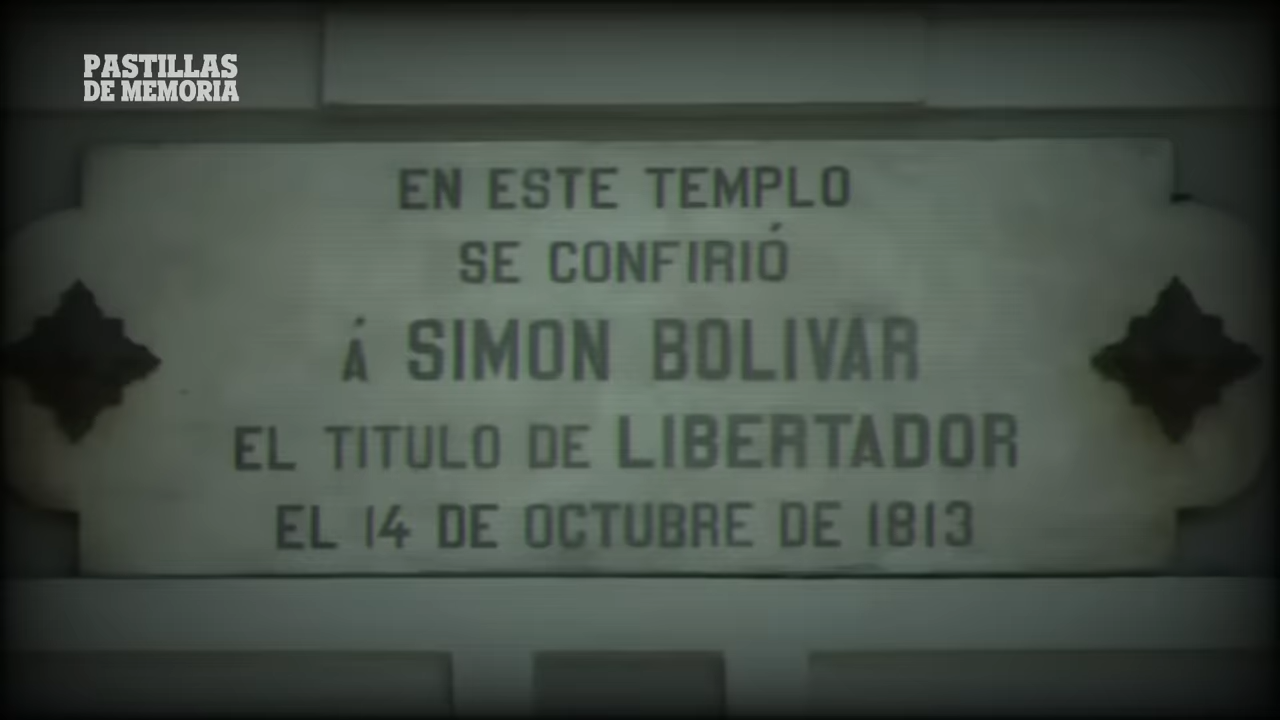 PASTILLAS
DE MEMORIA
EN ESTE TEMPLO
SE CONFIRIÓ
Á SIMON BOLIVAR
EL TITULO DE LIBERTADOR
EL 14 DE OCTUBRE DE 1813